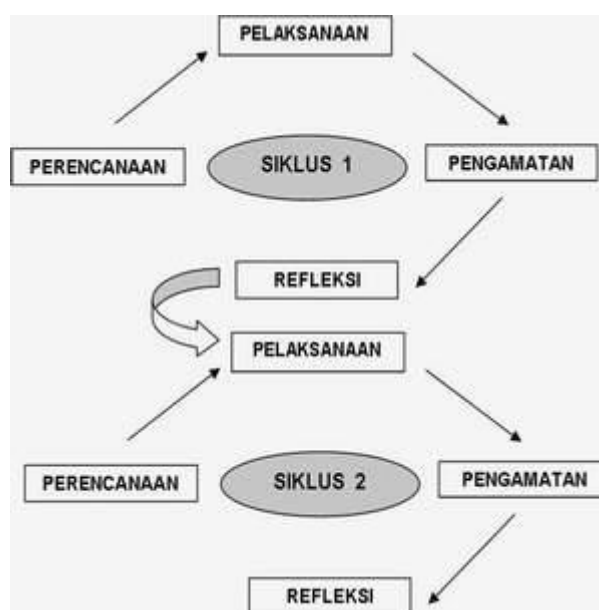 PELAKSANAAN
PERENCANAAN
SIKLUS 1
PENGAMATAN
REFLEKSI
PELAKSANAAN
PERENCANAAN
SIKLUS 2
PENGAMATAN
REFLEKSI